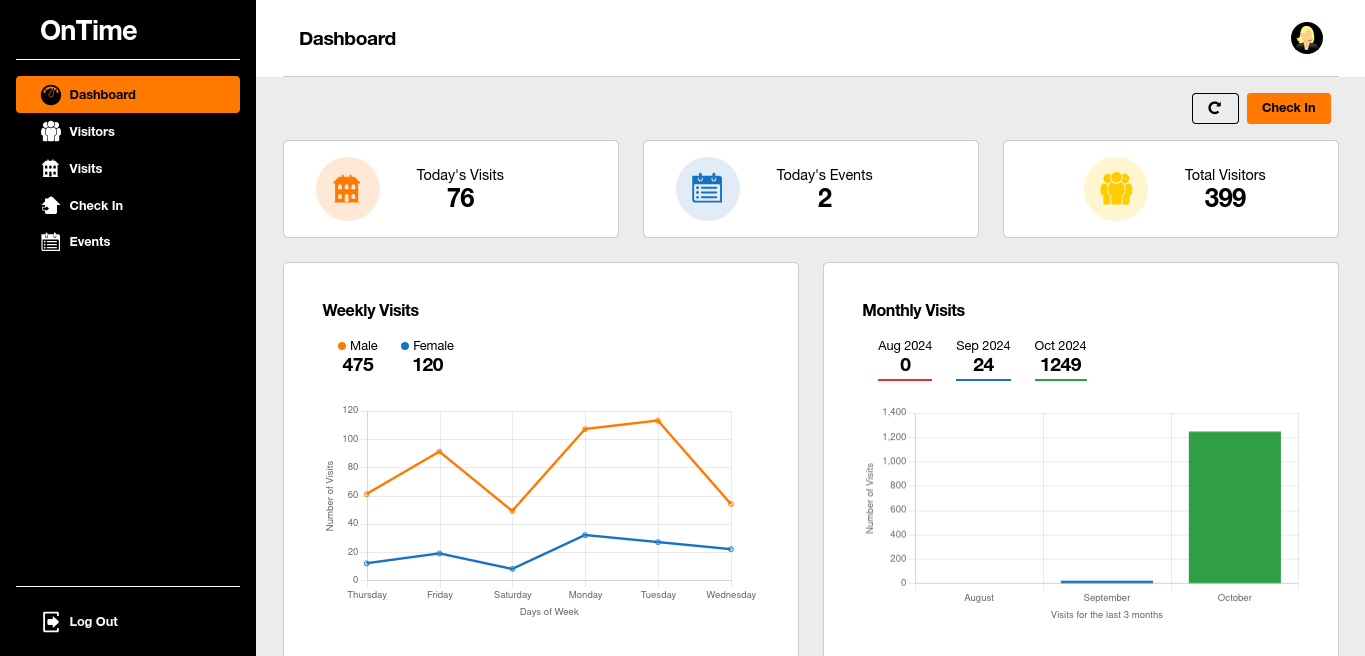 OnTime
Dashboard
Visitors
Visits
Check In
Events
Log Out
Dashboard
Check In
Today's Visits
76
Today's Events
2
Total Visitors
399
Weekly Visits
Male Female
475 120
120
100
80
60
40
20
0
Number of Visits
Thursday Friday Saturday Monday Tuesday Wednesday
Days of Week
Monthly Visits
Aug 2024 Sep 2024 Oct 2024
0 24 1249
1,400
1,200
1,000
800
600
400
200
0
Number of Visits
August September October
Visits for the last 3 months